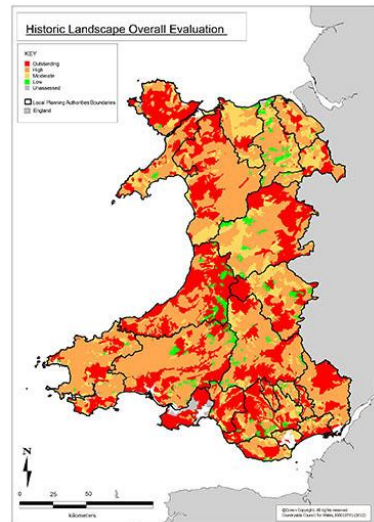 Historic Landscape Overall Evaluation
KEY
Outstanding
High
Moderate
Low
Unassessed
Local Planning Authorities Boundaries
England
N
0
25
50
Kilometers